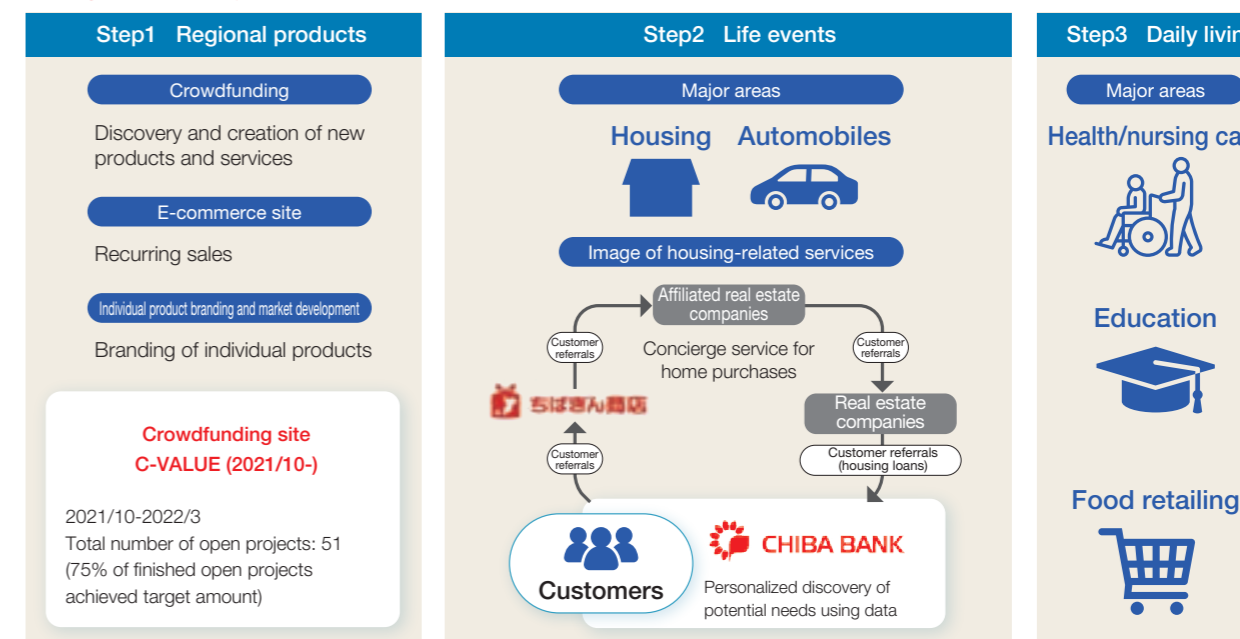 Step1 Regional products
Crowdfunding
Discovery and creation of new
products and services
E-commerce site
Recurring sales
Individual product branding and market development
Branding of individual products
Crowdfunding site
C-VALUE (2021/10-)
2021/10-2022/3
Total number of open projects: 51
(75% of finished open projects
achieved target amount)
Step2 Life events
Major areas
Housing Automobiles
Image of housing-related services
Affiliated real estate
companies
Customer
referrals
Concierge service for
home purchases
Customer
referrals
ちばぎん商店
Real estate
companies
Customer
referrals
Customer referrals
(housing loans)
Customers
CHIBA BANK
Personalized discovery of
potential needs using data
Step3 Daily livin
Major areas
Health/nursing ca
Education
Food retailing